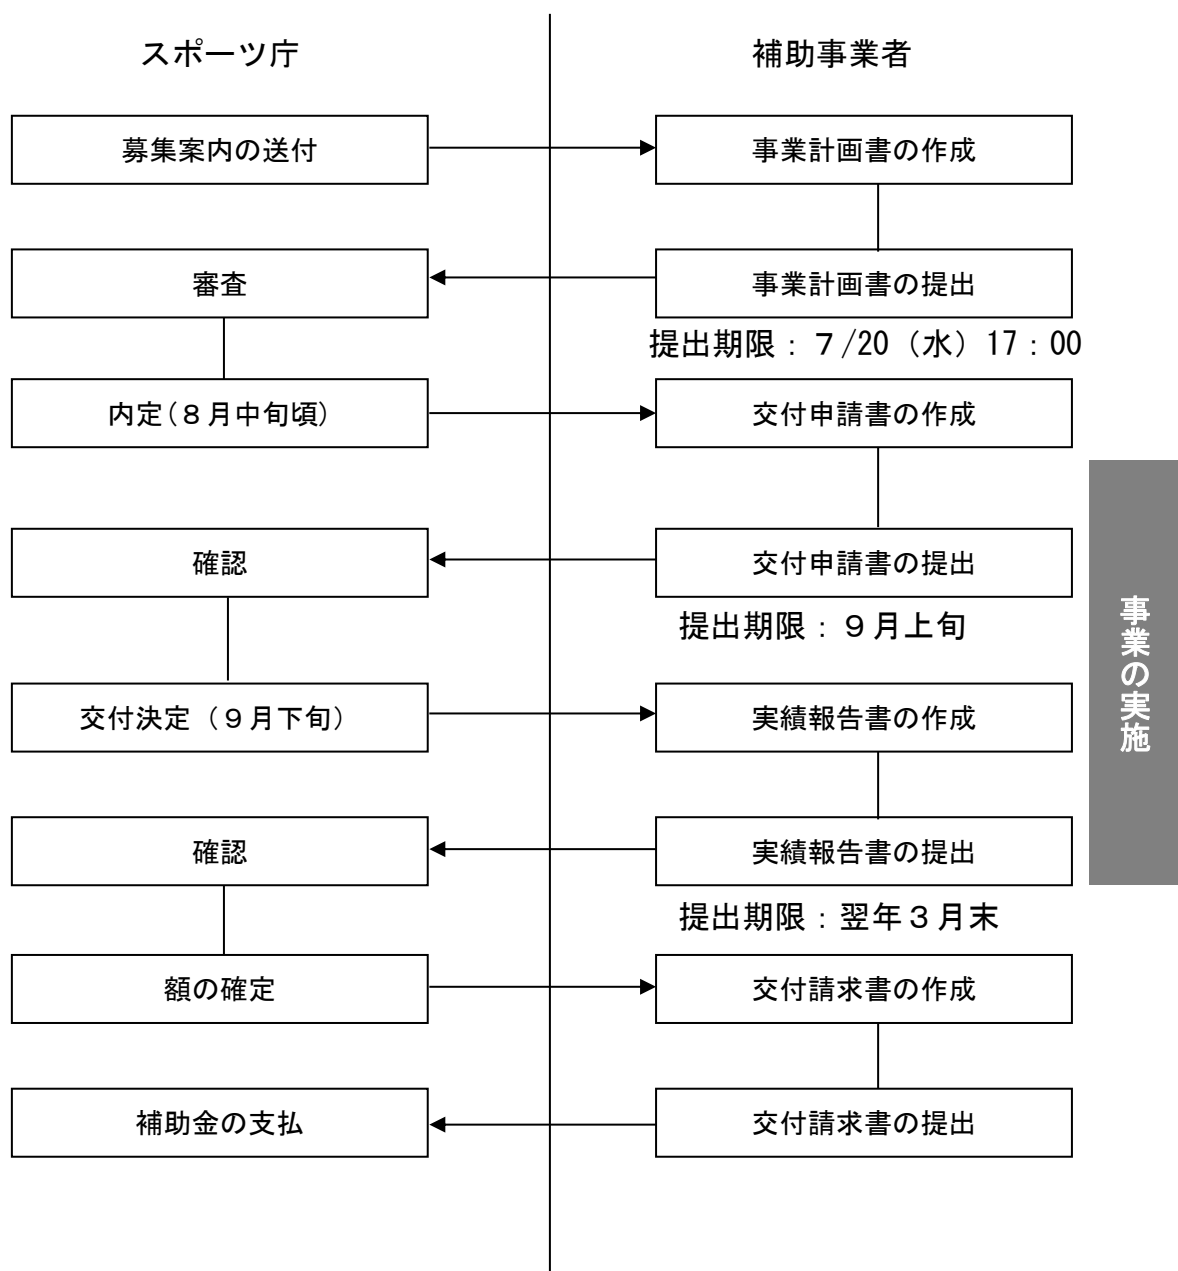 スポーツ庁
補助事業者
募集案内の送付
事業計画書の作成
審査
事業計画書の提出
提出期限：７/20（水）17：00
内定（８月中旬頃）
交付申請書の作成
確認
交付申請書の提出
提出期限：９月上旬
交付決定（９月下旬）
実績報告書の作成
確認
実績報告書の提出
提出期限：翌年３月末
額の確定
交付請求書の作成
補助金の支払
交付請求書の提出
事業の実施